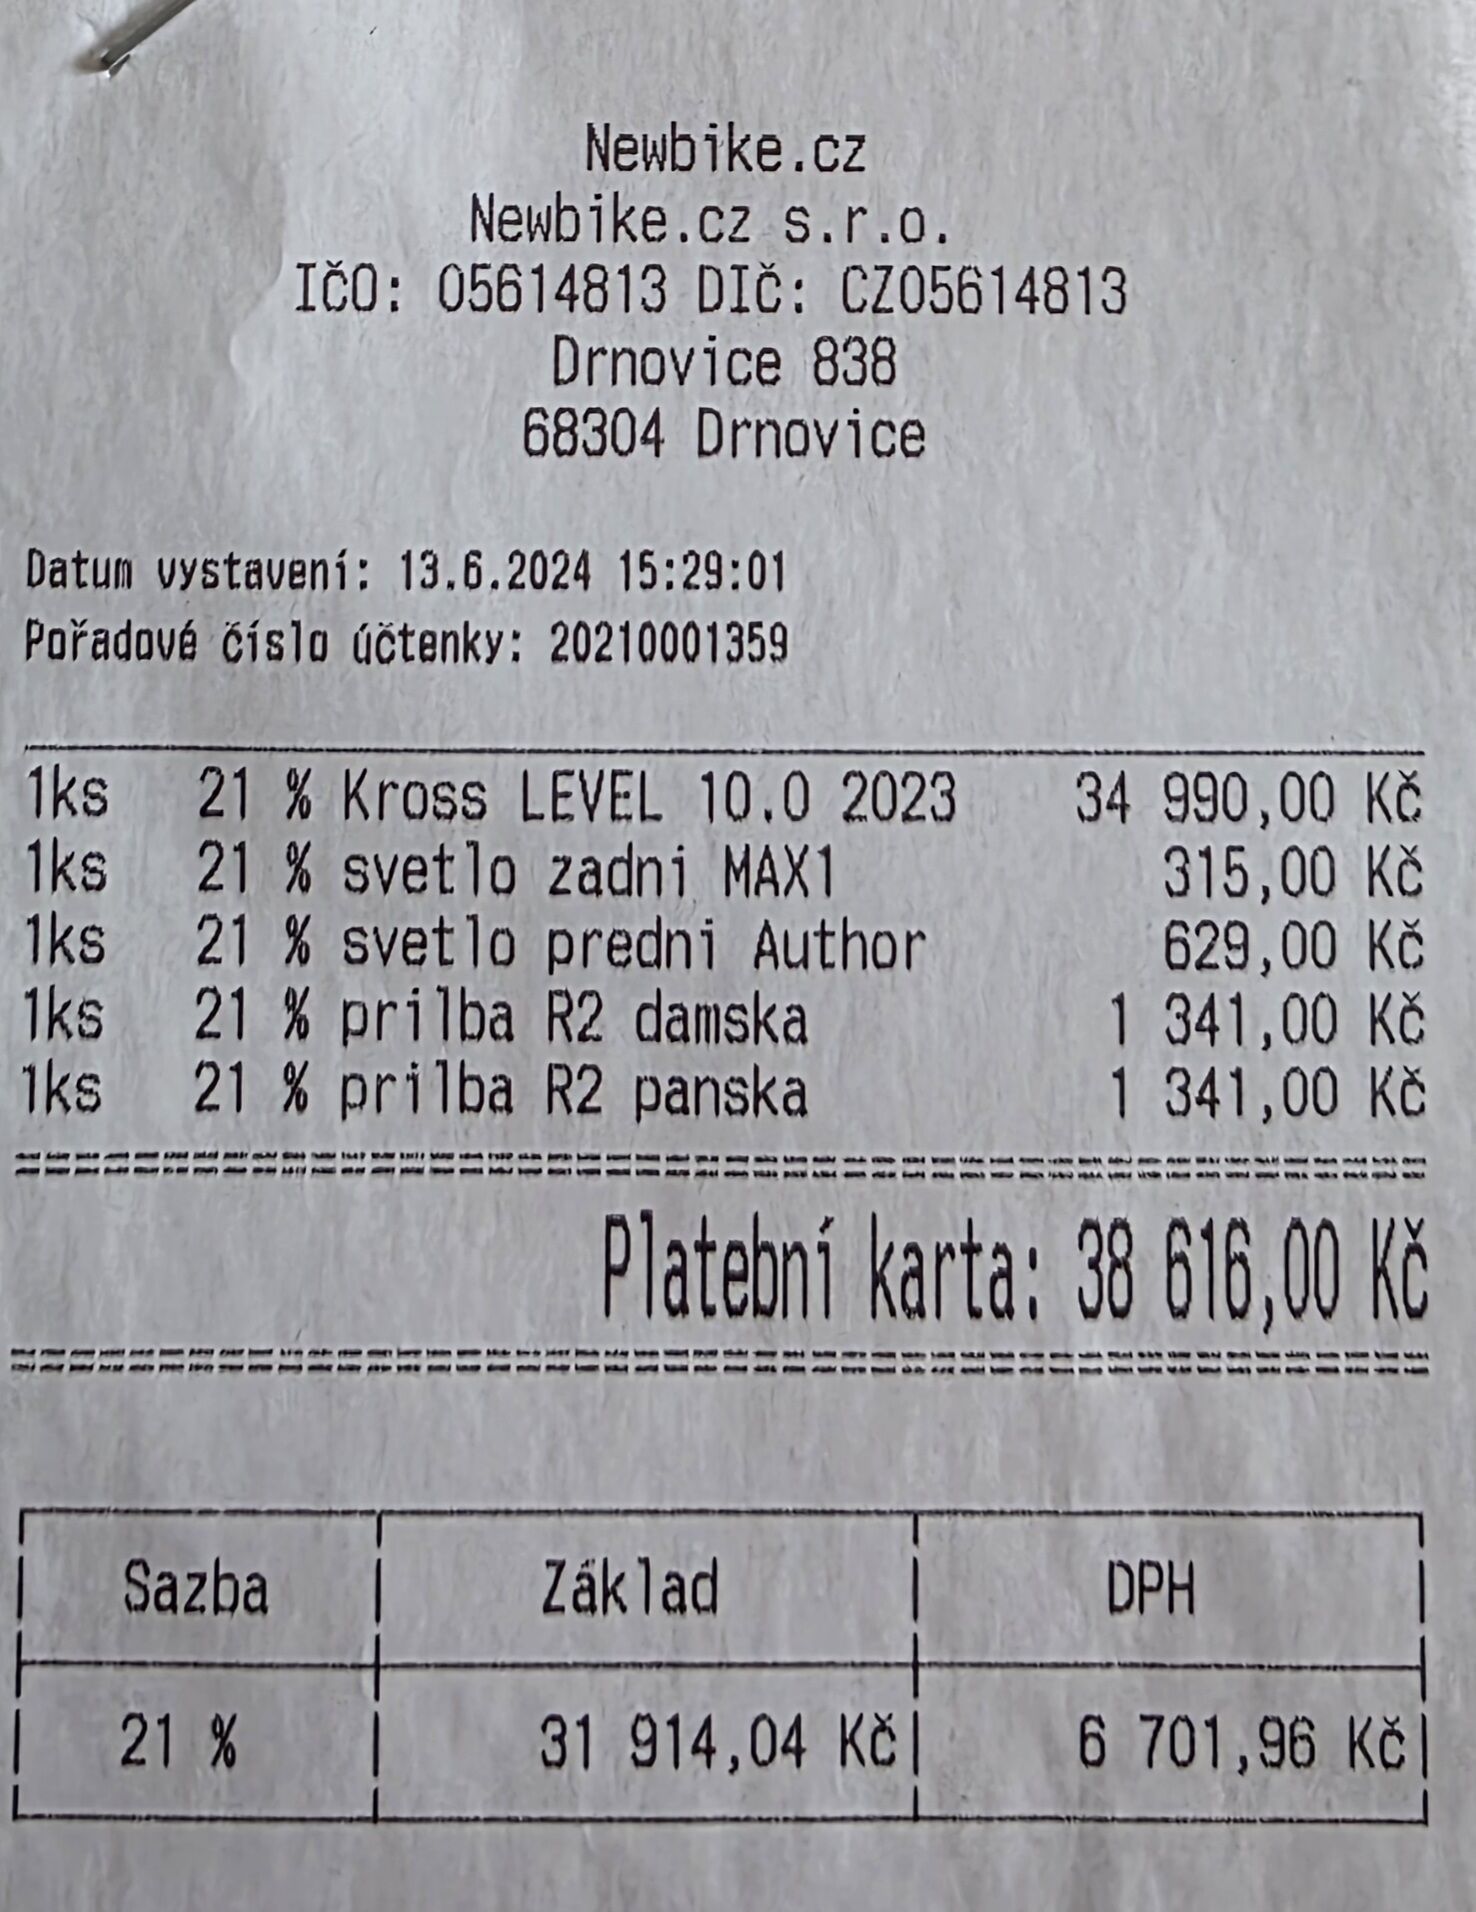 Newbike.cz
Newbike.cz s.r.o.
IČO: 05614813 DIČ: CZ05614813
Drnovice 838
68304 Drnovice
Datum vystavení: 13.6.2024 15:29:01
Pořadové číslo účtenky: 20210001359
1ks 21 % Kross LEVEL 10.0 2023 34 990,00 Kč
1ks 21 % svetlo zadni MAX1 315,00 Kč
1ks 21 % svetlo predni Author 629,00 Kč
1ks 21 % prilba R2 damska 1 341,00 Kč
1ks 21 % prilba R2 panska 1 341,00 Kč
Platební karta: 38 616,00 Kč
Sazba Základ DPH
21 % 31 914,04 Kč 6 701,96 Kč